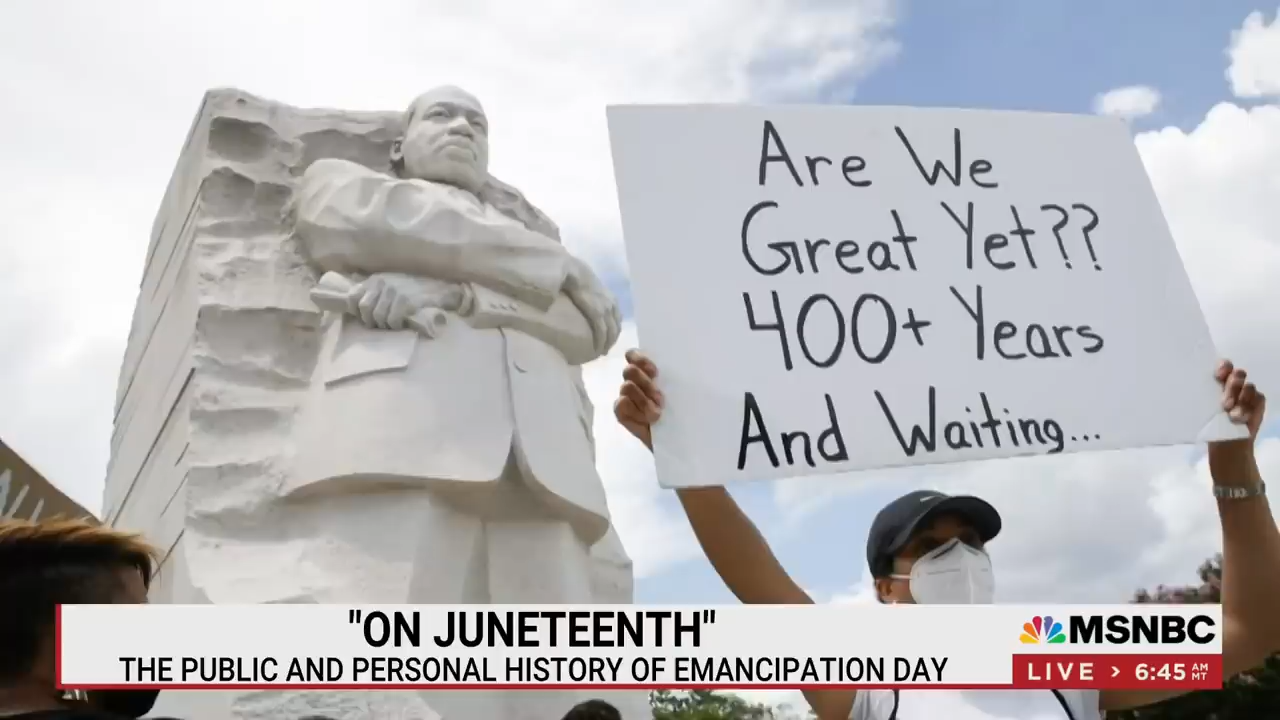 Are We
Great Yet??
400+ Years
And Waiting...
"ON JUNETEENTH"
THE PUBLIC AND PERSONAL HISTORY OF EMANCIPATION DAY
MSNBC
LIVE > 6:45 AM MT